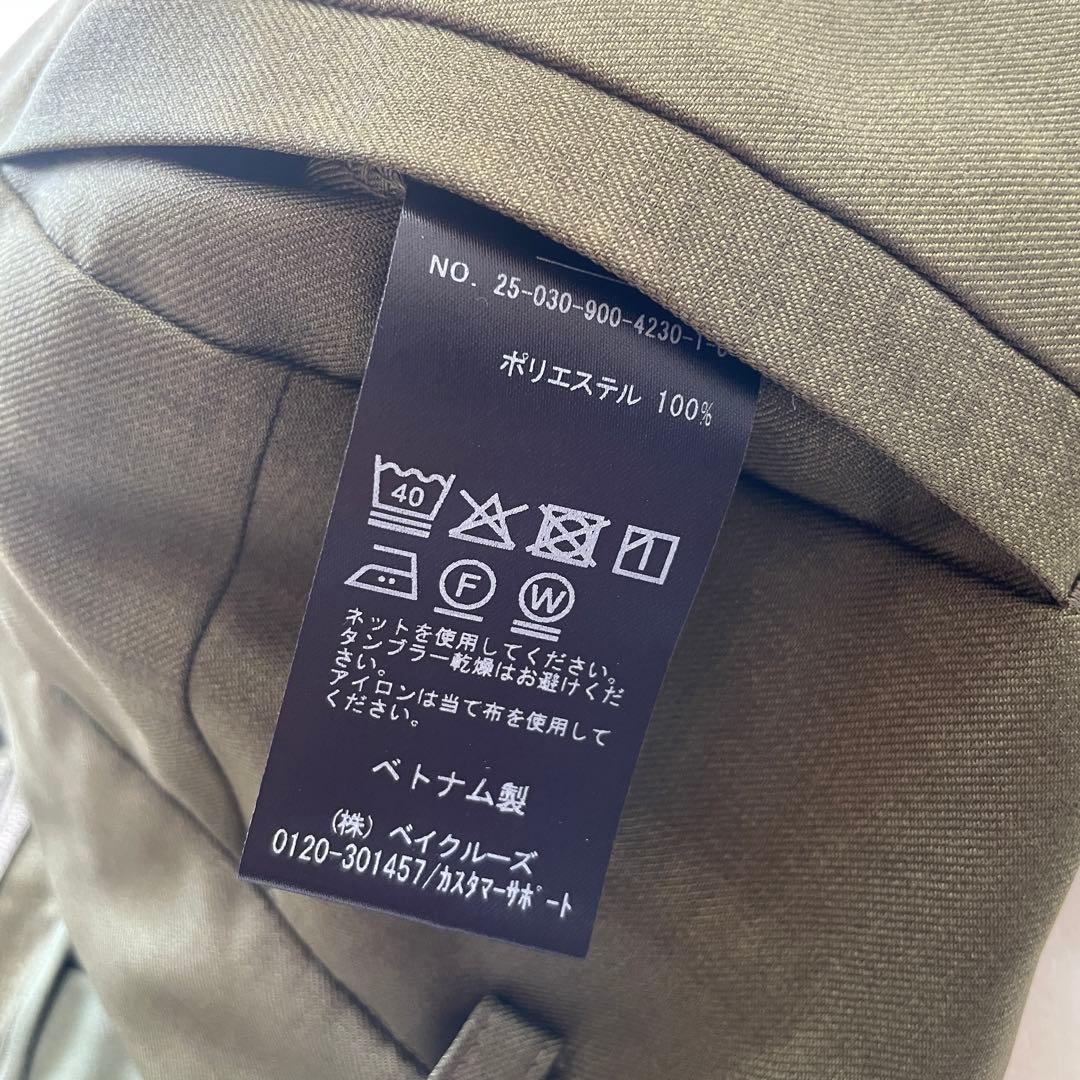 NO. 25-030-900-4230-1-
ポリエステル 100%
40
F W
ネットを使用してください。
タンブラー乾燥はお避けくだ
さい。
アイロンは当て布を使用して
ください。
ベトナム製
(株) ベイクルーズ
0120-301457/カスタマーサポート